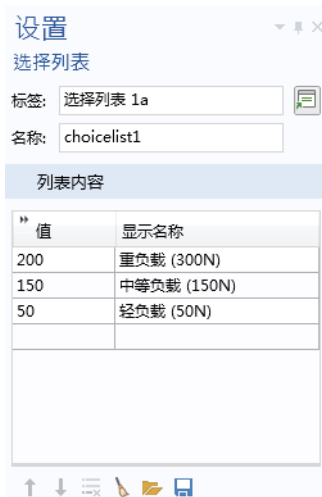 设置
选择列表
标签: 选择列表 1a
名称: choicelist1
列表内容
值 显示名称
200 重负载 (300N)
150 中等负载 (150N)
50 轻负载 (50N)